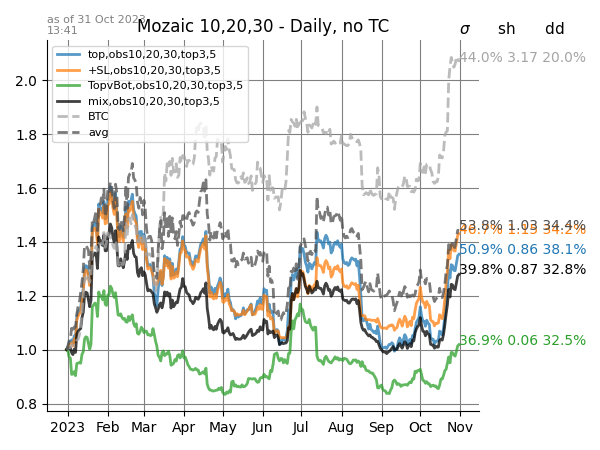 as of 31 Oct 2023
13:41
Mozaic 10,20,30 - Daily, no TC
σ sh dd
top,obs10,20,30,top3,5
+SL,obs10,20,30,top3,5
TopvBot,obs10,20,30,top3,5
mix,obs10,20,30,top3,5
BTC
avg
44.0% 3.17 20.0%
53.8% 1.03 34.4%
50.9% 0.86 38.1%
39.8% 0.87 32.8%
36.9% 0.06 32.5%
2.0
1.8
1.6
1.4
1.2
1.0
0.8
2023 Feb Mar Apr May Jun Jul Aug Sep Oct Nov